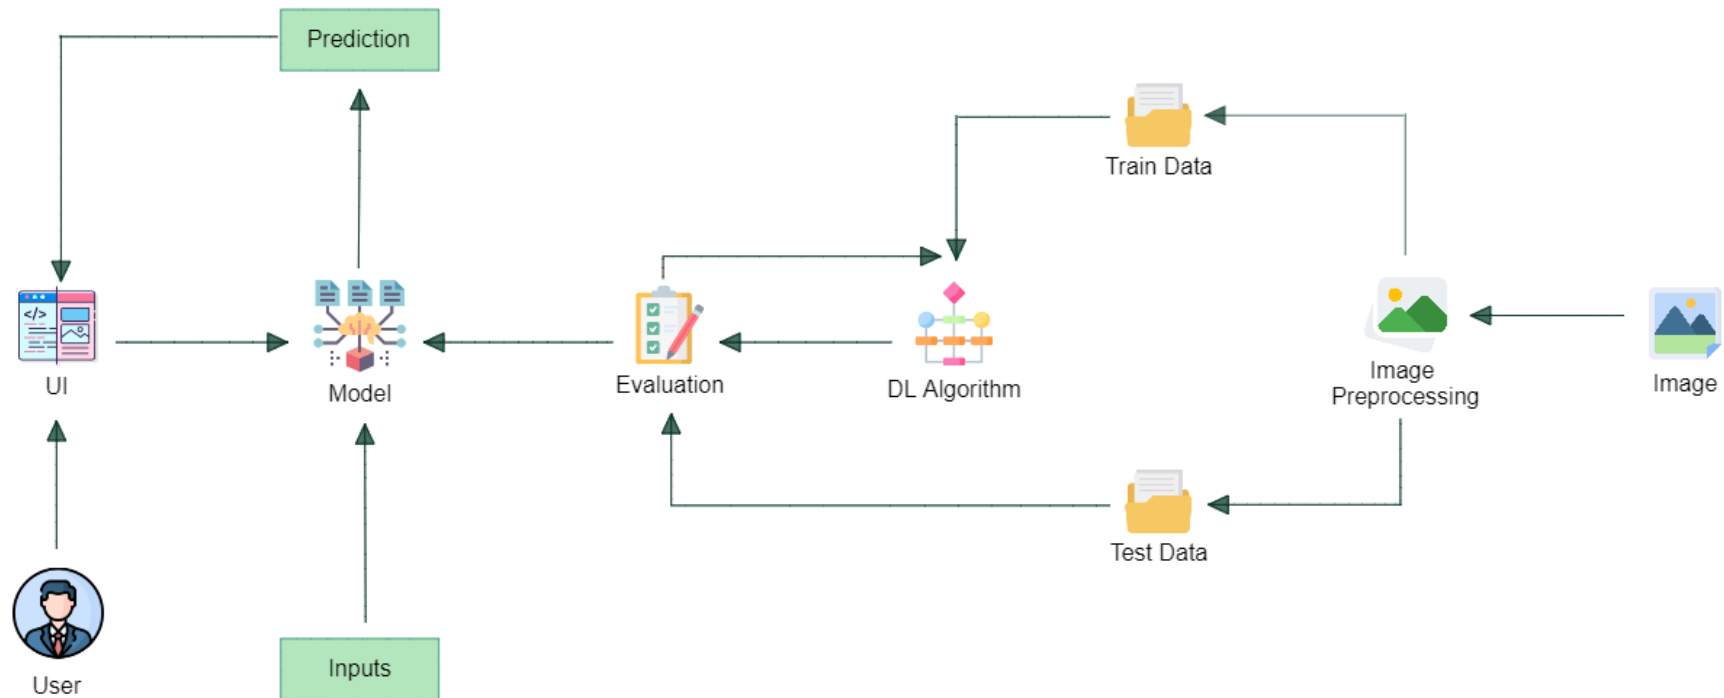 Prediction
Train Data
UI
Model
Evaluation
DL Algorithm
Image
Preprocessing
Image
Test Data
User
Inputs